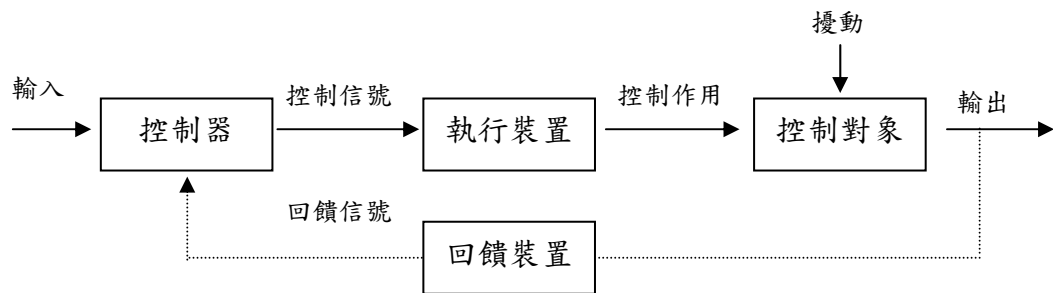 擾動
輸入
控制信號
控制作用
輸出
控制器
執行裝置
控制對象
回饋信號
回饋裝置